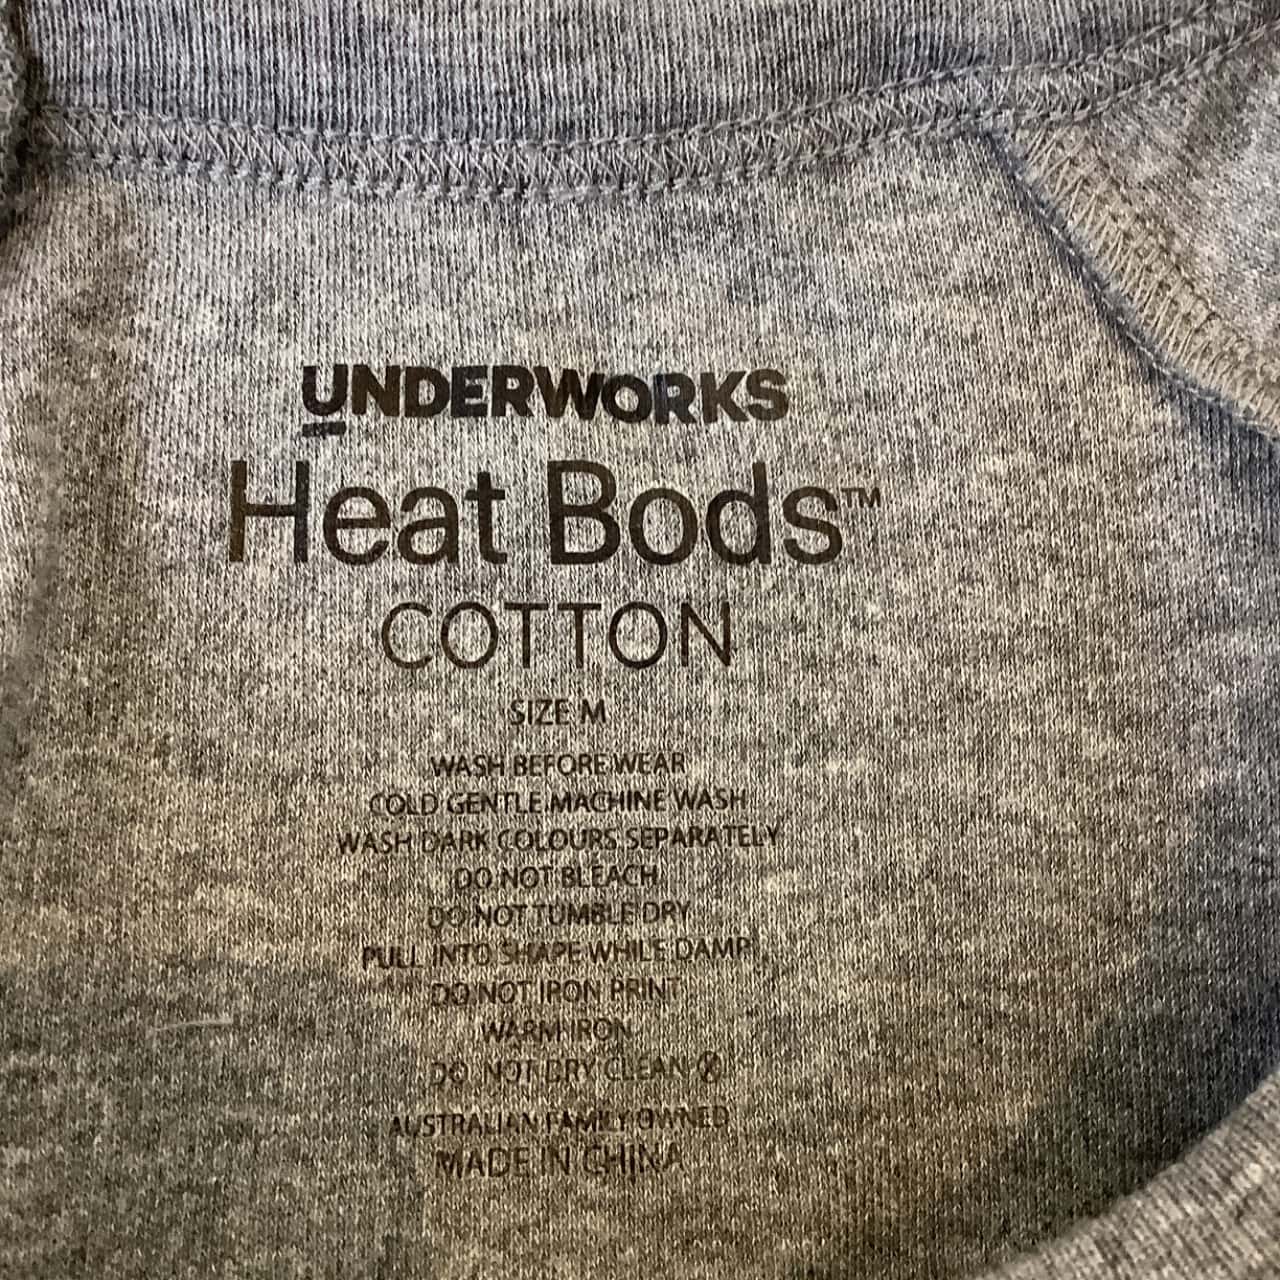 UNDERWORKS
Heat Bods™
COTTON
SIZE M
WASH BEFORE WEAR
COLD GENTLE MACHINE WASH
WASH DARK COLOURS SEPARATELY
DO NOT BLEACH
DO NOT TUMBLE DRY
PULL INTO SHAPE WHILE DAMP
DO NOT IRON PRINT
WARM IRON
DO NOT DRY CLEAN
AUSTRALIAN FAMILY OWNED
MADE IN CHINA